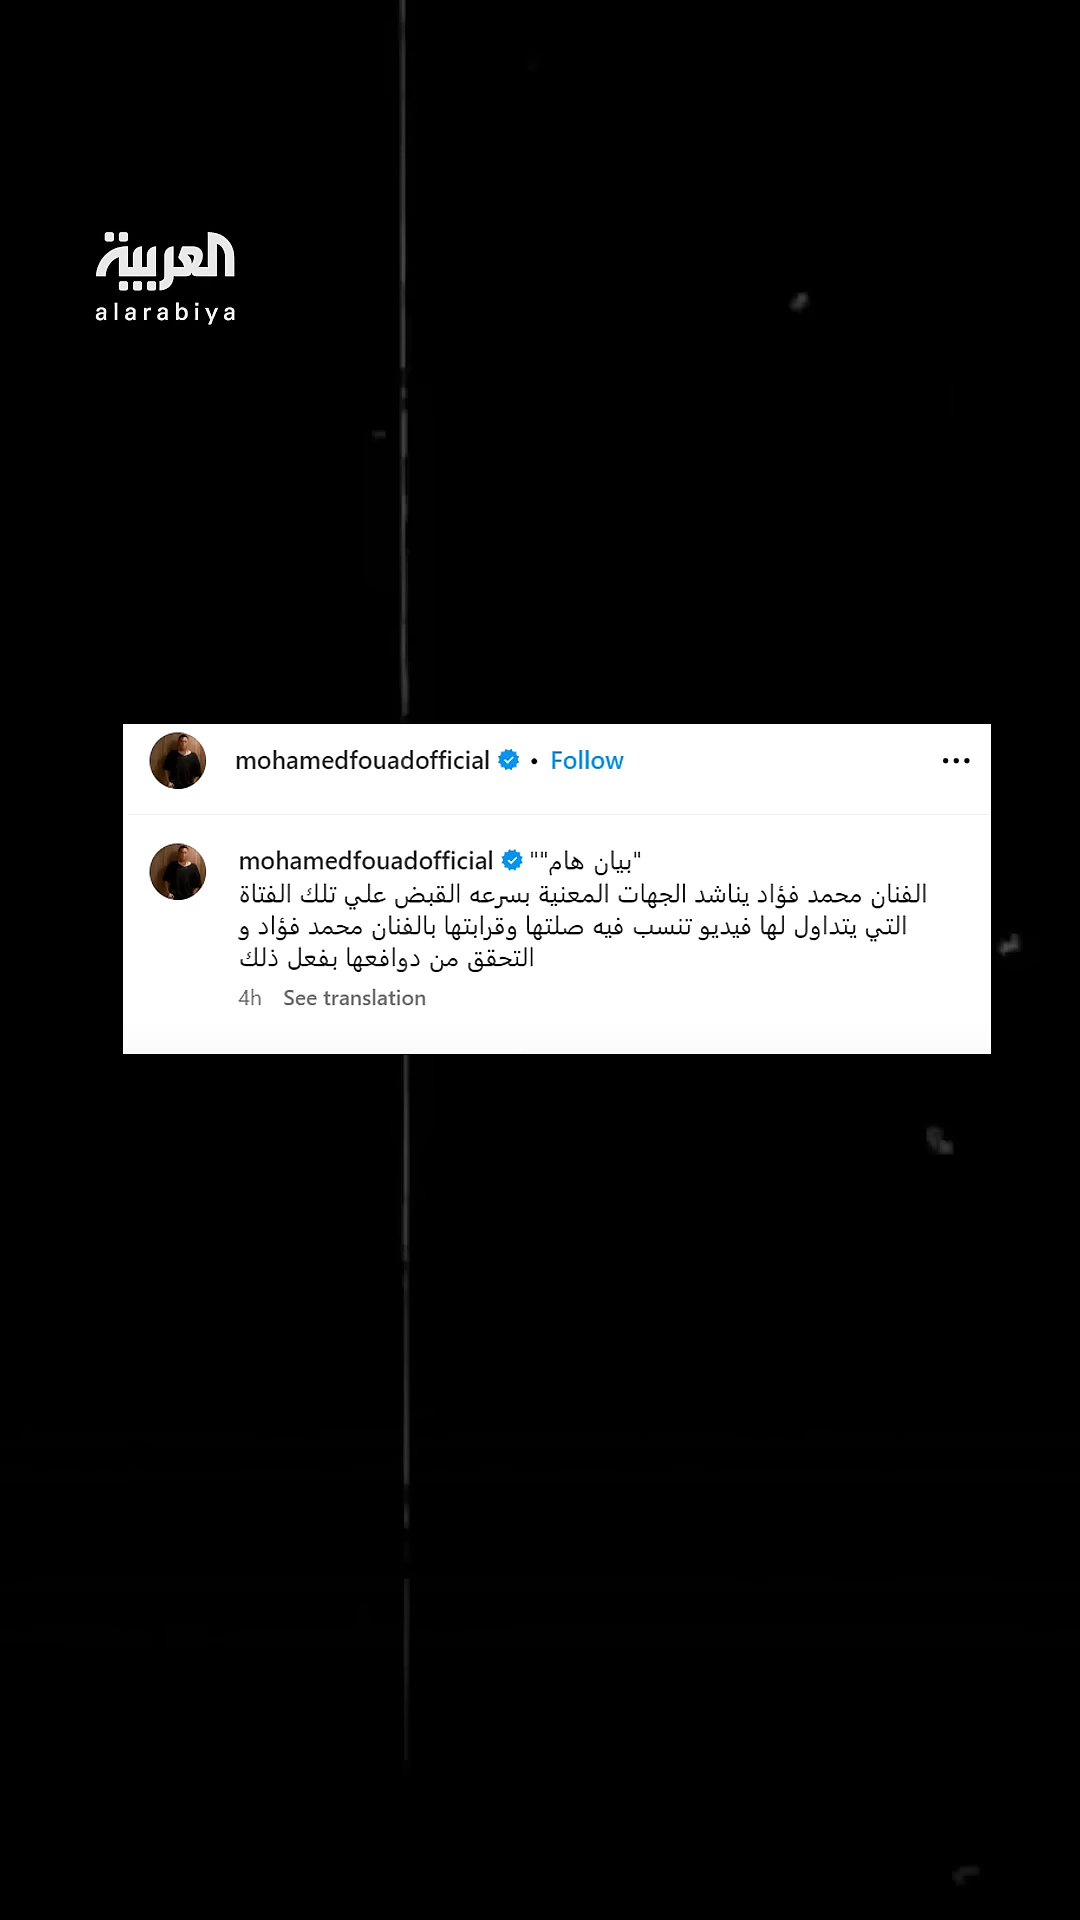 العربية
alarabiya
mohamedfouadofficial • Follow
mohamedfouadofficial "بيان هام""
الفنان محمد فؤاد يناشد الجهات المعنية بسرعه القبض علي تلك الفتاة
التي يتداول لها فيديو تنسب فيه صلتها وقرابتها بالفنان محمد فؤاد و
التحقق من دوافعها بفعل ذلك
4h See translation